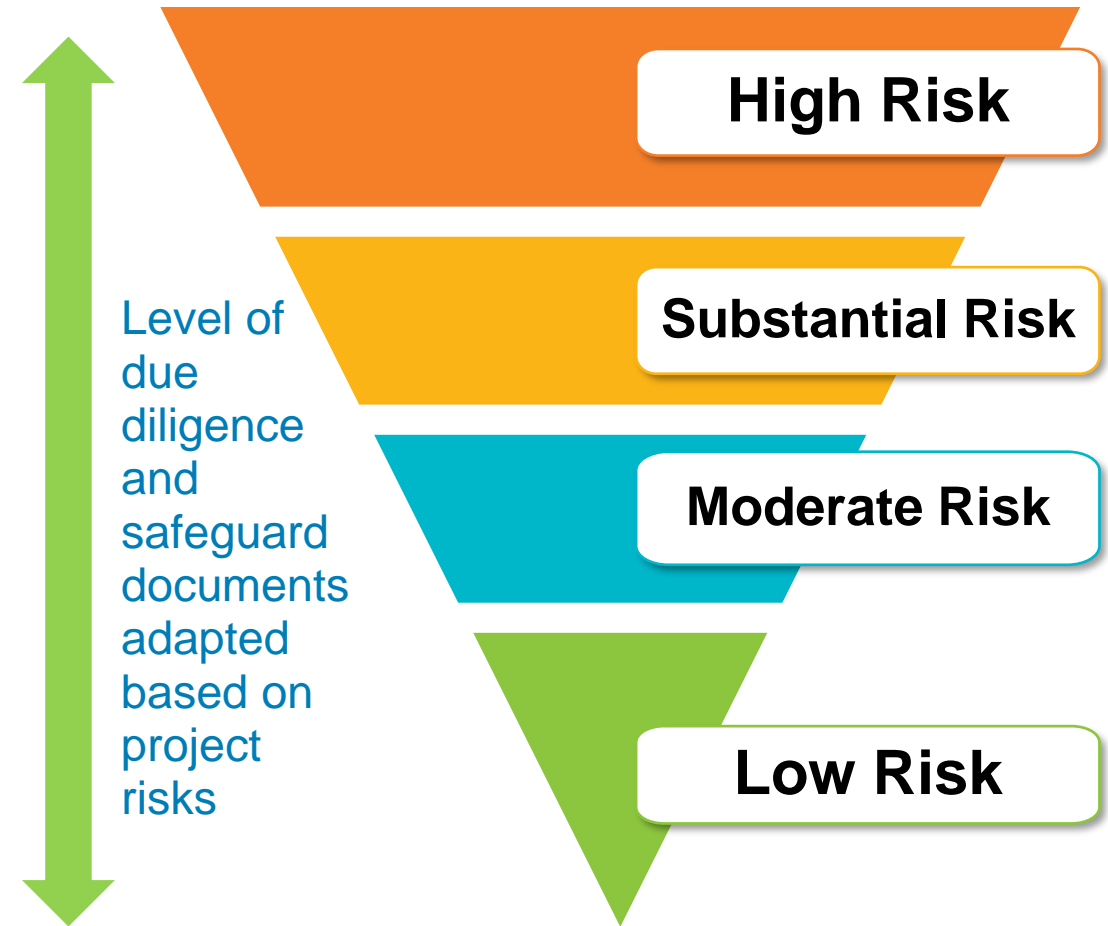 High Risk
Substantial Risk
Level of
due
diligence
and
safeguard
documents
adapted
based on
project
risks
Moderate Risk
Low Risk